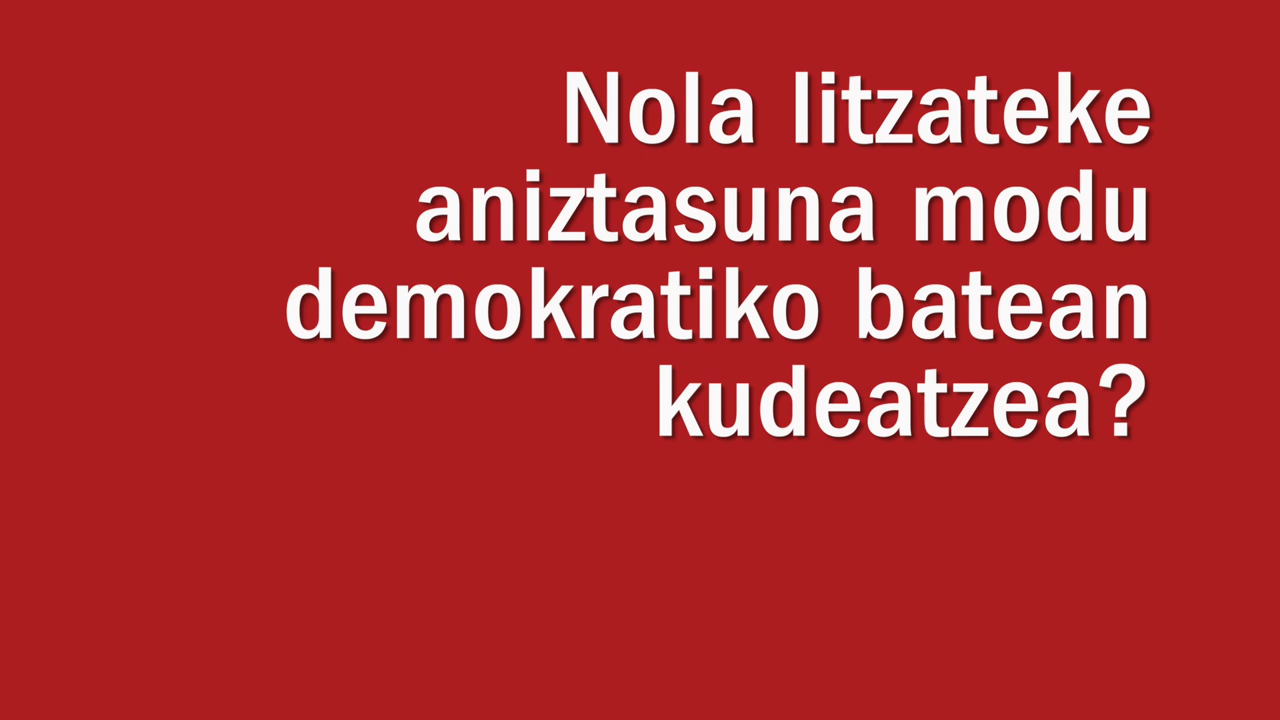 Nola litzateke
aniztasuna modu
demokratiko batean
kudeatzea?